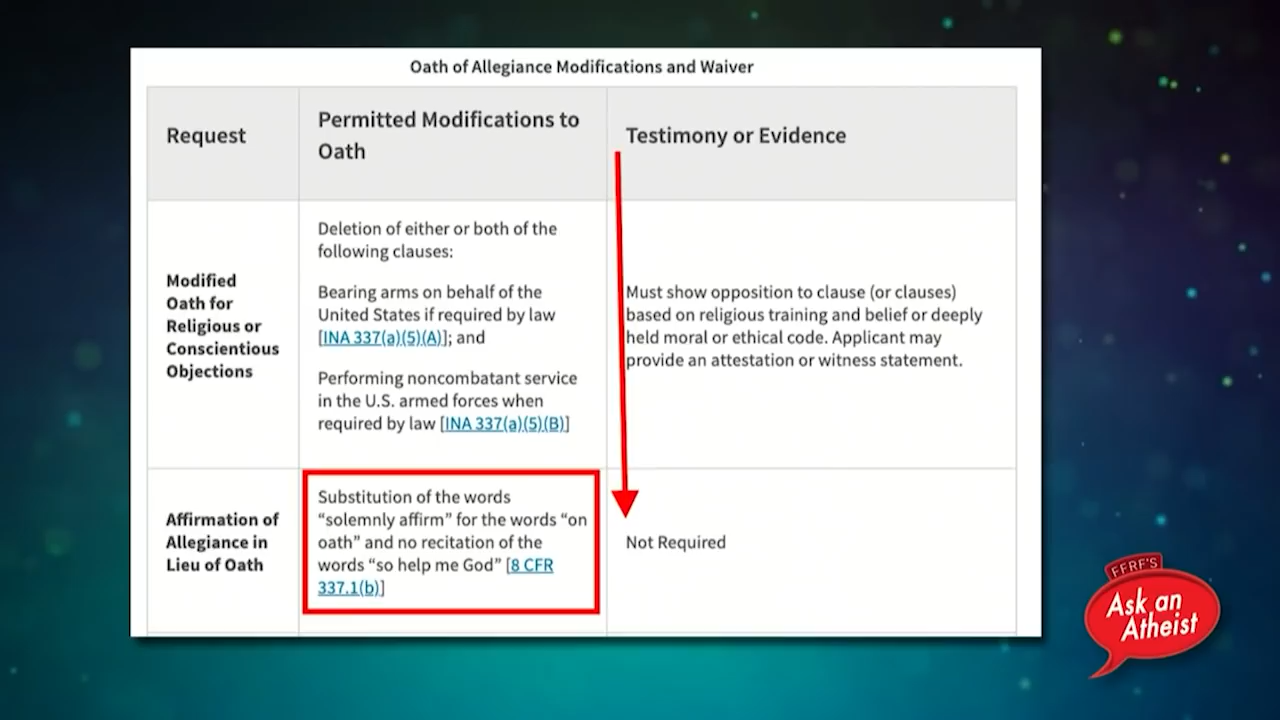 Oath of Allegiance Modifications and Waiver
Request
Permitted Modifications to
Oath
Testimony or Evidence
Modified
Oath for
Religious or
Conscientious
Objections
Deletion of either or both of the
following clauses:
Bearing arms on behalf of the
United States if required by law
[INA 337(a)(5)(A)]; and
Performing noncombatant service
in the U.S. armed forces when
required by law [INA 337(a)(5)(B)]
Must show opposition to clause (or clauses)
based on religious training and belief or deeply
held moral or ethical code. Applicant may
provide an attestation or witness statement.
Affirmation of
Allegiance in
Lieu of Oath
Substitution of the words
“solemnly affirm” for the words “on
oath” and no recitation of the
words “so help me God” [8 CFR
337.1(b)]
Not Required
FFRF'S
Ask an
Atheist